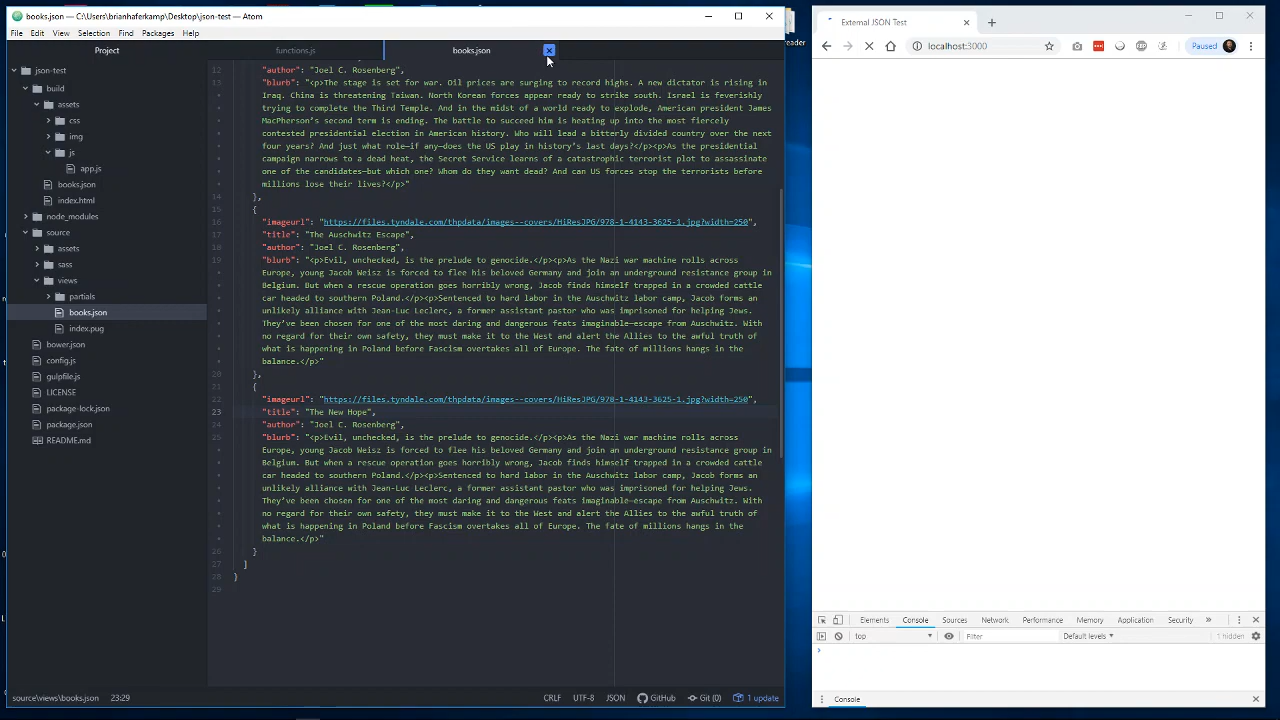 books.json — C:\Users\brianhaferkamp\Desktop\json-test — Atom
File Edit View Selection Find Packages Help
Project
functions.js
books.json
json-test
build
assets
css
img
js
app.js
books.json
index.html
node_modules
source
assets
sass
views
partials
books.json
index.pug
bower.json
config.js
gulpfile.js
LICENSE
package-lock.json
package.json
README.md
12 "author": "Joel C. Rosenberg",
13 "blurb": "<p>The stage is set for war. Oil prices are surging to record highs. A new dictator is rising in
Iraq. China is threatening Taiwan. North Korean forces appear ready to strike south. Israel is feverishly
trying to complete the Third Temple. And in the midst of a world ready to explode, American president James
MacPherson’s second term is ending. The battle to succeed him is heating up into the most fiercely
contested presidential election in American history. Who will lead a bitterly divided country over the next
four years? And just what role—if any—does the US play in history’s last days?</p><p>As the presidential
campaign narrows to a dead heat, the Secret Service learns of a catastrophic terrorist plot to assassinate
one of the candidates—but which one? Whom do they want dead? And can US forces stop the terrorists before
millions lose their lives?</p>"
14 },
15 {
16 "imageurl": "https://files.tyndale.com/thpdata/images--covers/HiResJPG/978-1-4143-3625-1.jpg?width=250",
17 "title": "The Auschwitz Escape",
18 "author": "Joel C. Rosenberg",
19 "blurb": "<p>Evil, unchecked, is the prelude to genocide.</p><p>As the Nazi war machine rolls across
Europe, young Jacob Weisz is forced to flee his beloved Germany and join an underground resistance group in
Belgium. But when a rescue operation goes horribly wrong, Jacob finds himself trapped in a crowded cattle
car headed to southern Poland.</p><p>Sentenced to hard labor in the Auschwitz labor camp, Jacob forms an
unlikely alliance with Jean-Luc Leclerc, a former assistant pastor who was imprisoned for helping Jews.
They’ve been chosen for one of the most daring and dangerous feats imaginable—escape from Auschwitz. With
no regard for their own safety, they must make it to the West and alert the Allies to the awful truth of
what is happening in Poland before Fascism overtakes all of Europe. The fate of millions hangs in the
balance.</p>"
20 },
21 {
22 "imageurl": "https://files.tyndale.com/thpdata/images--covers/HiResJPG/978-1-4143-3625-1.jpg?width=250",
23 "title": "The New Hope",
24 "author": "Joel C. Rosenberg",
25 "blurb": "<p>Evil, unchecked, is the prelude to genocide.</p><p>As the Nazi war machine rolls across
Europe, young Jacob Weisz is forced to flee his beloved Germany and join an underground resistance group in
Belgium. But when a rescue operation goes horribly wrong, Jacob finds himself trapped in a crowded cattle
car headed to southern Poland.</p><p>Sentenced to hard labor in the Auschwitz labor camp, Jacob forms an
unlikely alliance with Jean-Luc Leclerc, a former assistant pastor who was imprisoned for helping Jews.
They’ve been chosen for one of the most daring and dangerous feats imaginable—escape from Auschwitz. With
no regard for their own safety, they must make it to the West and alert the Allies to the awful truth of
what is happening in Poland before Fascism overtakes all of Europe. The fate of millions hangs in the
balance.</p>"
26 }
27 ]
28 }
29
source\views\books.json 23:29 CRLF UTF-8 JSON GitHub Git (0) 1 update
External JSON Test
localhost:3000
Paused
Elements Console Sources Network Performance Memory Application Security »
top Filter Default levels 1 hidden
Console
reader